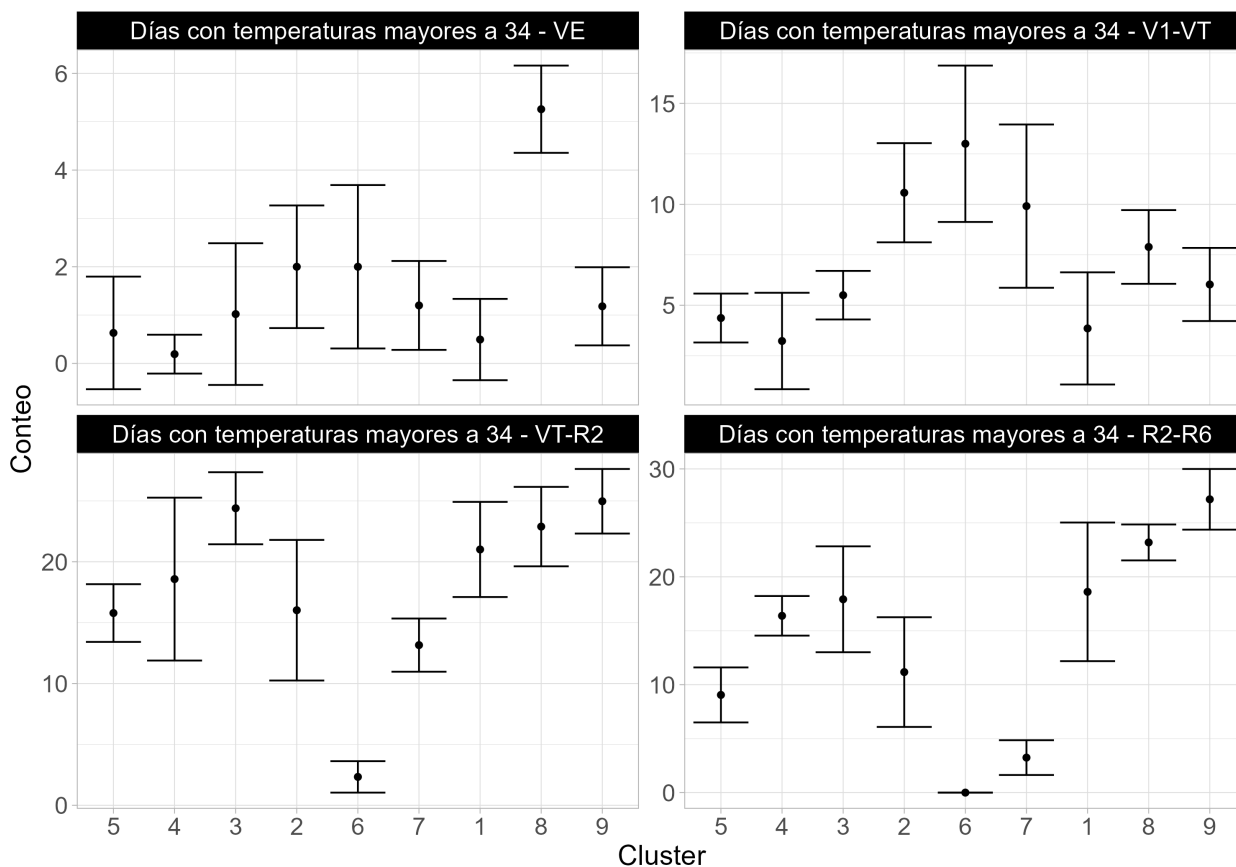 Días con temperaturas mayores a 34 - VE
Días con temperaturas mayores a 34 - V1-VT
6
4
2
0
15
10
5
Conteo
Días con temperaturas mayores a 34 - VT-R2
Días con temperaturas mayores a 34 - R2-R6
20
10
0
30
20
10
0
5 4 3 2 6 7 1 8 9
5 4 3 2 6 7 1 8 9
Cluster